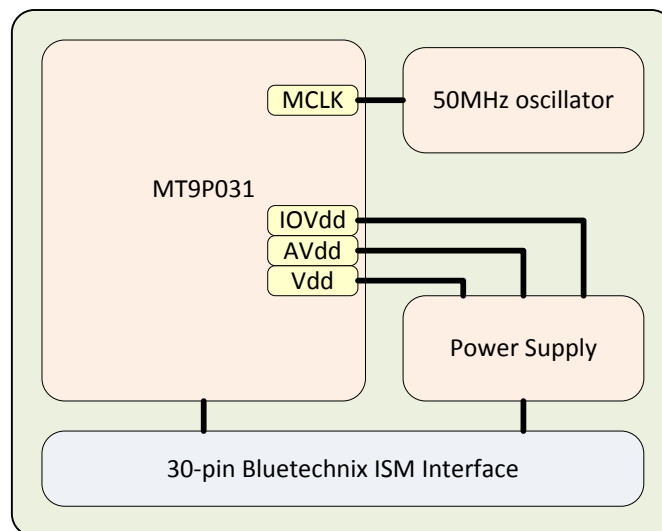 MCLK
50MHz oscillator
MT9P031
IOVdd
AVdd
Vdd
Power Supply
30-pin Bluetechnix ISM Interface